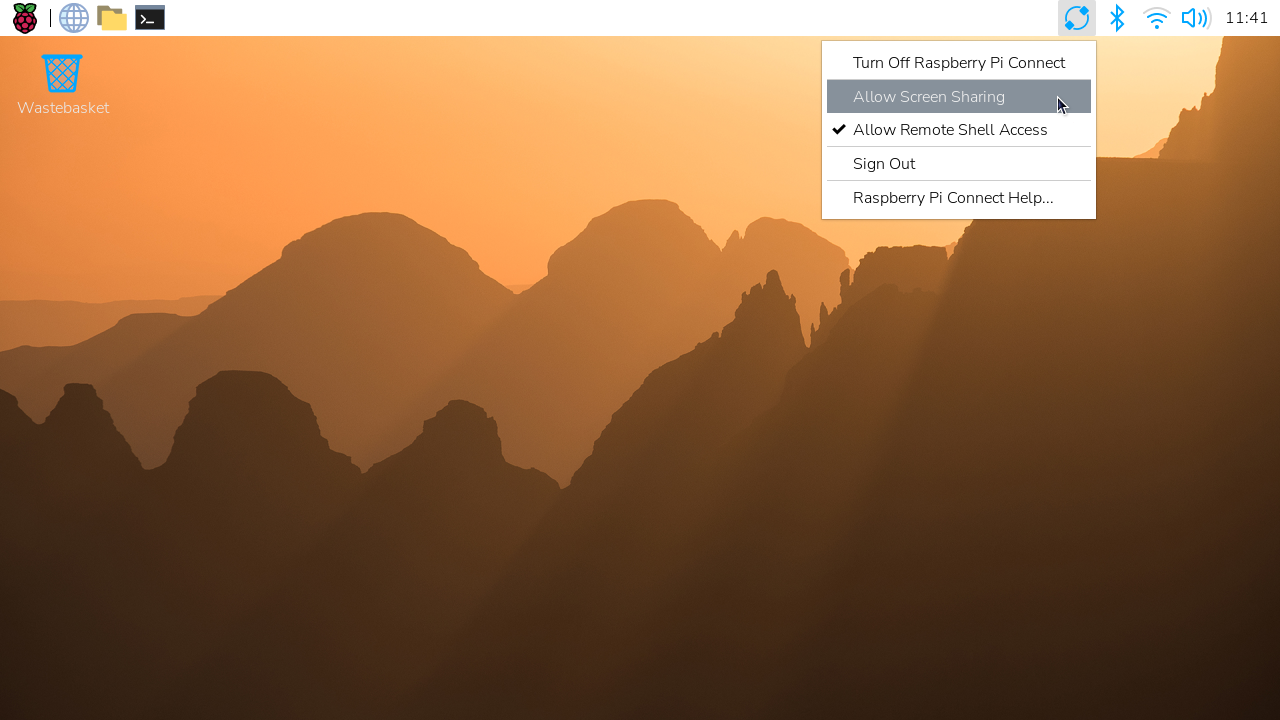 11:41
Turn Off Raspberry Pi Connect
Allow Screen Sharing
Allow Remote Shell Access
Sign Out
Raspberry Pi Connect Help...
Wastebasket